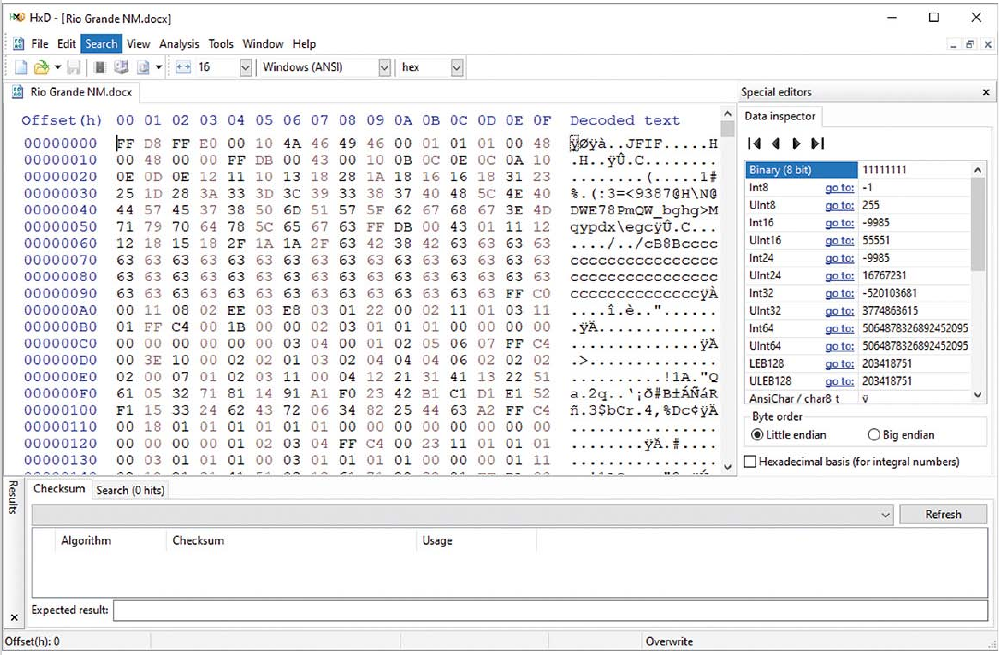 HxD - [Rio Grande NM.docx]
File Edit Search View Analysis Tools Window Help
16 Windows (ANSI) hex
Rio Grande NM.docx
Offset(h) 00 01 02 03 04 05 06 07 08 09 0A 0B 0C 0D 0E 0F Decoded text
00000000 FF D8 FF E0 00 10 4A 46 49 46 00 01 01 01 00 48 ÿØÿà..JFIF.....H
00000010 00 48 00 00 FF DB 00 43 00 10 0B 0C 0E 0C 0A 10 .H..ÿÛ.C........
00000020 0E 0D 0E 12 11 10 13 18 28 1A 18 16 16 18 31 23 ........(.....1#
00000030 25 1D 28 3A 33 3D 3C 39 33 38 37 40 48 5C 4E 40 %.(:3=<9387@H\N@
00000040 44 57 45 37 38 50 6D 51 57 5F 62 67 68 67 3E 4D DWE78PmQW_bghg>M
00000050 71 79 70 64 78 5C 65 67 63 FF DB 00 43 01 11 12 qypdx\egcÿÛ.C...
00000060 12 18 15 18 2F 1A 1A 2F 63 42 38 42 63 63 63 63 ..../../cB8Bcccc
00000070 63 63 63 63 63 63 63 63 63 63 63 63 63 63 63 63 cccccccccccccccc
00000080 63 63 63 63 63 63 63 63 63 63 63 63 63 63 63 63 cccccccccccccccc
00000090 63 63 63 63 63 63 63 63 63 63 63 63 63 63 FF C0 ccccccccccccccÿÀ
000000A0 00 11 08 02 EE 03 E8 03 01 22 00 02 11 01 03 11 ....î.è.."......
000000B0 01 FF C4 00 1B 00 00 02 03 01 01 01 00 00 00 00 .ÿÄ.............
000000C0 00 00 00 00 00 00 03 04 00 01 02 05 06 07 FF C4 ..............ÿÄ
000000D0 00 3E 10 00 02 02 01 03 02 04 04 04 06 02 02 02 .>..............
000000E0 02 00 07 01 02 03 11 00 04 12 21 31 41 13 22 51 ..........!1A."Q
000000F0 61 05 32 71 81 14 91 A1 F0 23 42 B1 C1 D1 E1 52 a.2q..‘¡ð#B±ÁÑáR
00000100 F1 15 33 24 62 43 72 06 34 82 25 44 63 A2 FF C4 ñ.3$bCr.4‚%Dc¢ÿÄ
00000110 00 18 01 01 01 01 01 01 00 00 00 00 00 00 00 00 ................
00000120 00 00 00 00 01 02 03 04 FF C4 00 23 11 01 01 01 ........ÿÄ.#....
00000130 00 03 01 01 01 00 03 01 01 01 01 00 00 00 01 11 ................
Special editors
Data inspector
Binary (8 bit) 11111111
Int8 go to: -1
UInt8 go to: 255
Int16 go to: -9985
UInt16 go to: 55551
Int24 go to: -9985
UInt24 go to: 16767231
Int32 go to: -520103681
UInt32 go to: 3774863615
Int64 go to: 5064878326892452095
UInt64 go to: 5064878326892452095
LEB128 go to: 203418751
ULEB128 go to: 203418751
AnsiChar / char8_t ÿ
Byte order
Little endian Big endian
Hexadecimal basis (for integral numbers)
Results
Checksum Search (0 hits)
Refresh
Algorithm Checksum Usage
Expected result:
Offset(h): 0 Overwrite